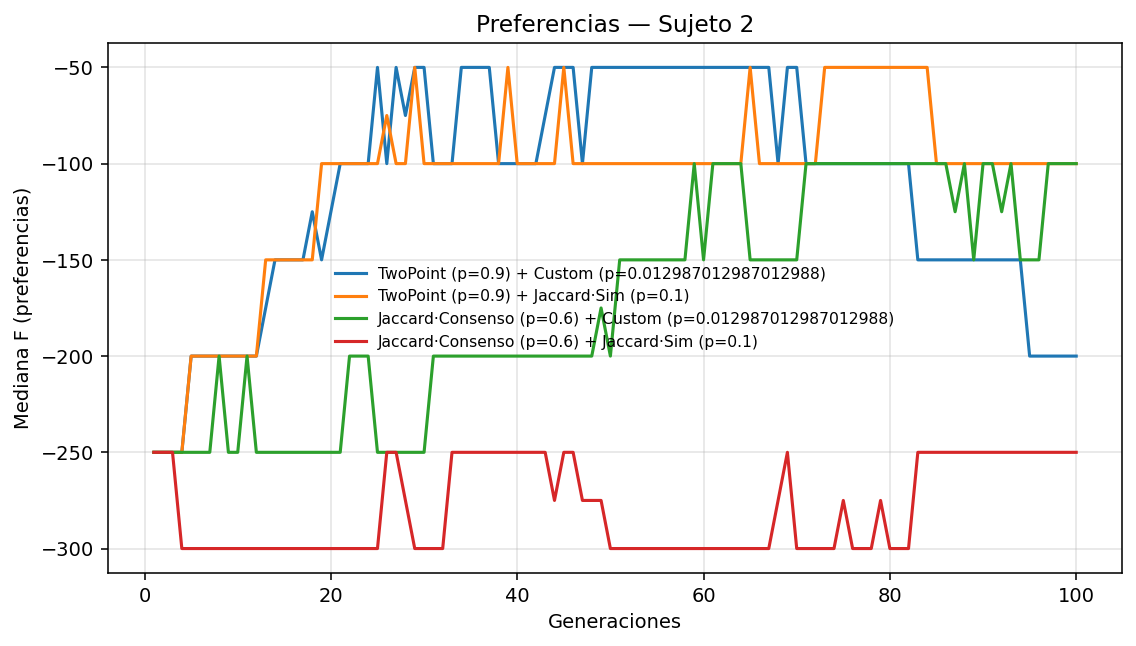 Preferencias — Sujeto 2
Mediana F (preferencias)
−50
−100
−150
−200
−250
−300
TwoPoint (p=0.9) + Custom (p=0.012987012987012988)
TwoPoint (p=0.9) + Jaccard·Sim (p=0.1)
Jaccard·Consenso (p=0.6) + Custom (p=0.012987012987012988)
Jaccard·Consenso (p=0.6) + Jaccard·Sim (p=0.1)
0 20 40 60 80 100
Generaciones